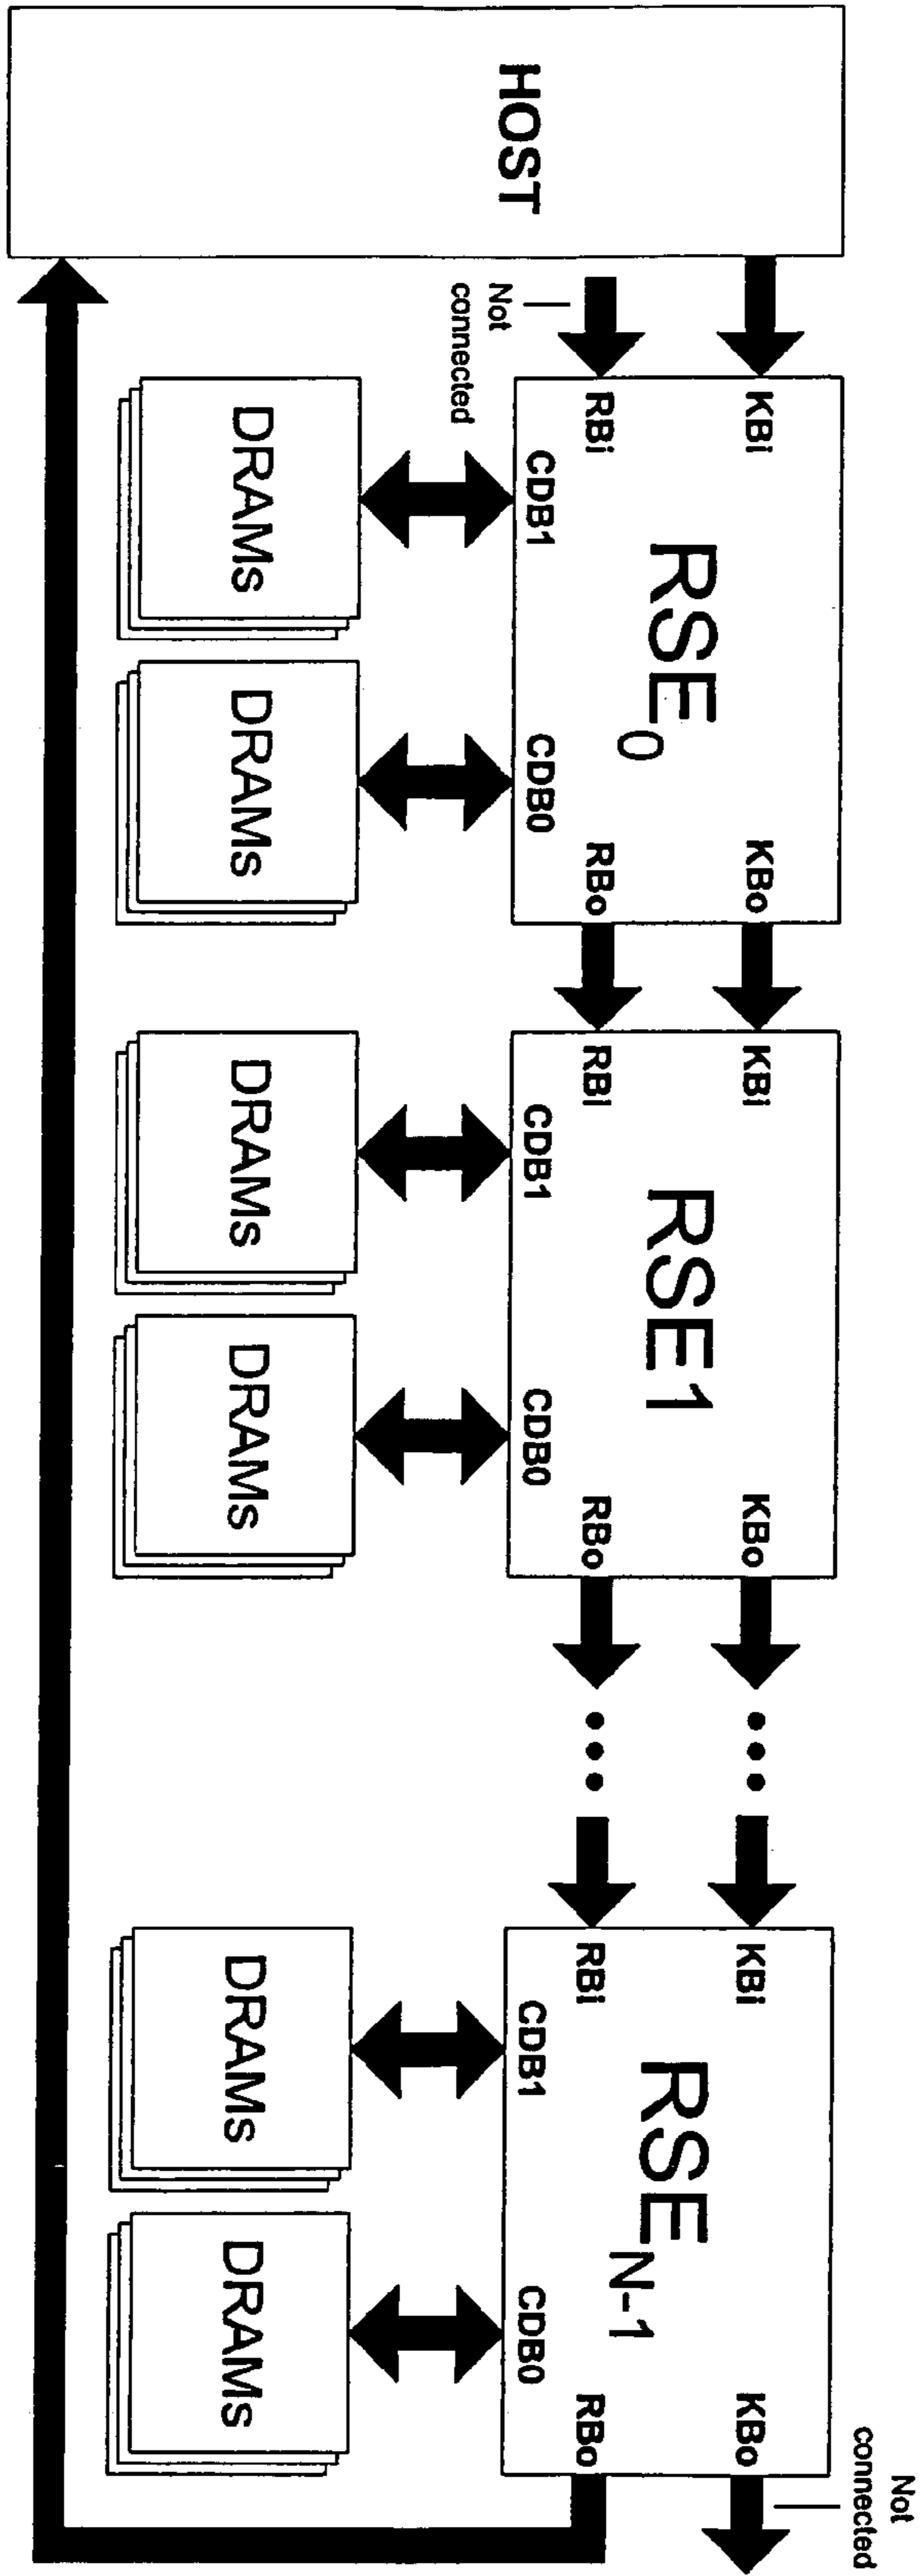 HOST
Not
connected
KBi
RBi
RSE0
CDB1
CDB0
KBo
RBo
DRAMs
DRAMs
KBi
RBi
RSE1
CDB1
CDB0
KBo
RBo
DRAMs
DRAMs
KBi
RBi
RSEN-1
CDB1
CDB0
KBo
RBo
Not
connected
DRAMs
DRAMs